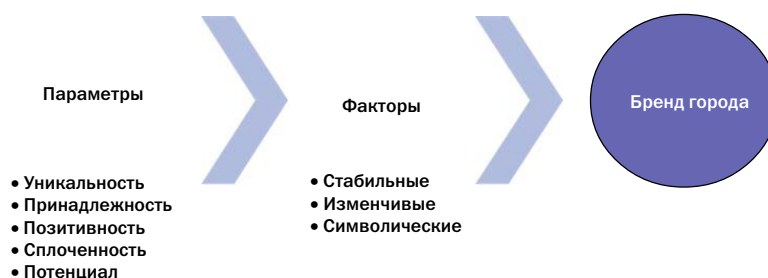 Параметры
• Уникальность
• Принадлежность
• Позитивность
• Сплоченность
• Потенциал
Факторы
• Стабильные
• Изменчивые
• Символические
Бренд города